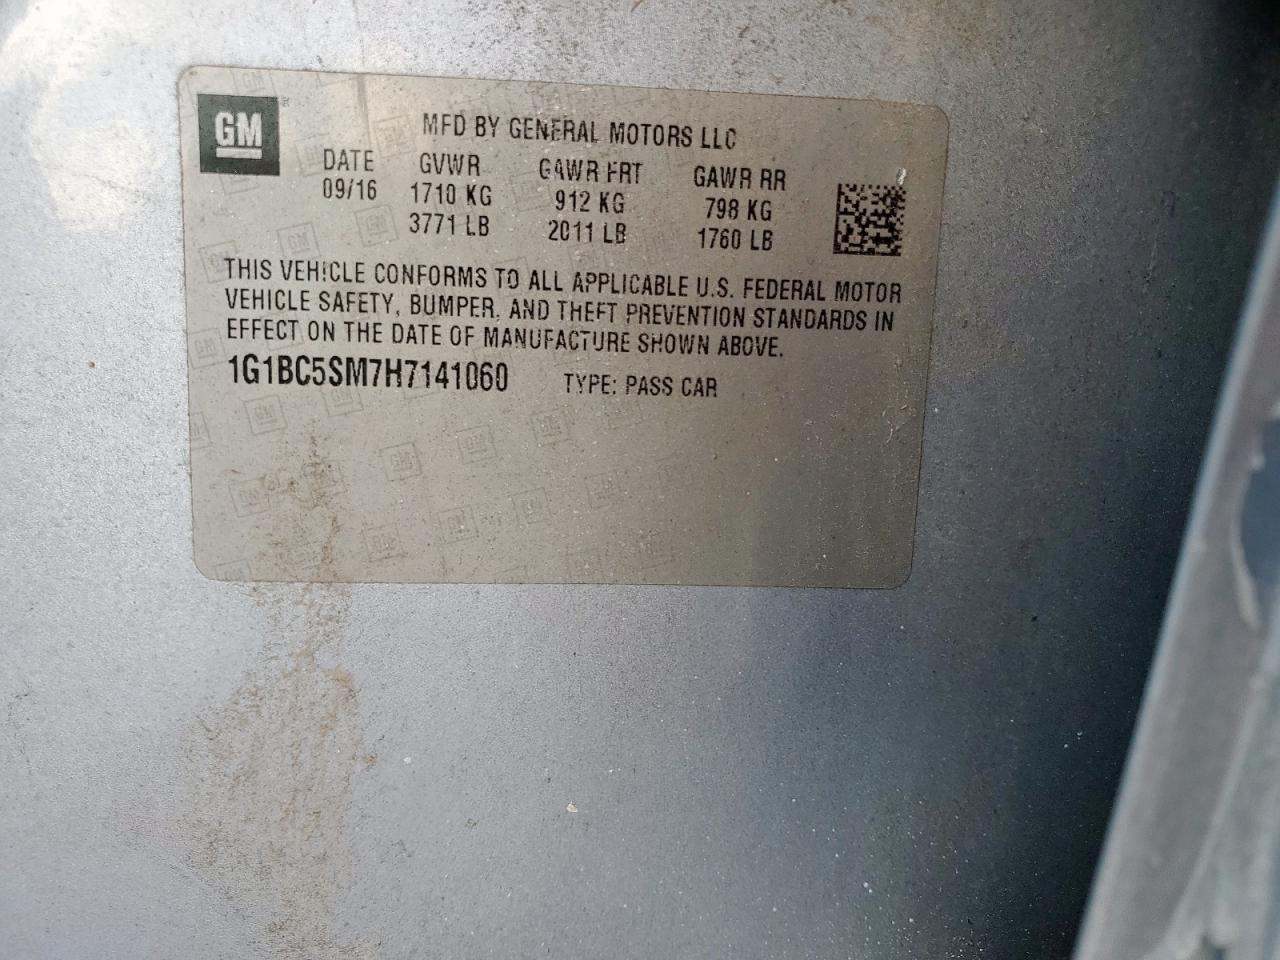 GM
MFD BY GENERAL MOTORS LLC
DATE GVWR GAWR FRT GAWR RR
09/16 1710 KG 912 KG 798 KG
3771 LB 2011 LB 1760 LB
THIS VEHICLE CONFORMS TO ALL APPLICABLE U.S. FEDERAL MOTOR
VEHICLE SAFETY, BUMPER, AND THEFT PREVENTION STANDARDS IN
EFFECT ON THE DATE OF MANUFACTURE SHOWN ABOVE.
1G1BC5SM7H7141060 TYPE: PASS CAR